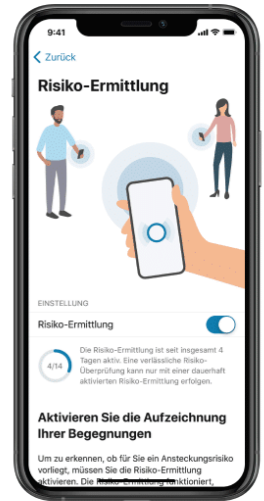 9:41
Zurück
Risiko-Ermittlung
EINSTELLUNG
Risiko-Ermittlung
4/14
Die Risiko-Ermittlung ist seit insgesamt 4
Tagen aktiv. Eine verlässliche Risiko-
Überprüfung kann nur mit einer dauerhaft
aktivierten Risiko-Ermittlung erfolgen.
Aktivieren Sie die Aufzeichnung
Ihrer Begegnungen
Um zu erkennen, ob für Sie ein Ansteckungsrisiko
vorliegt, müssen Sie die Risiko-Ermittlung
aktivieren. Die Risiko-Ermittlung funktioniert,